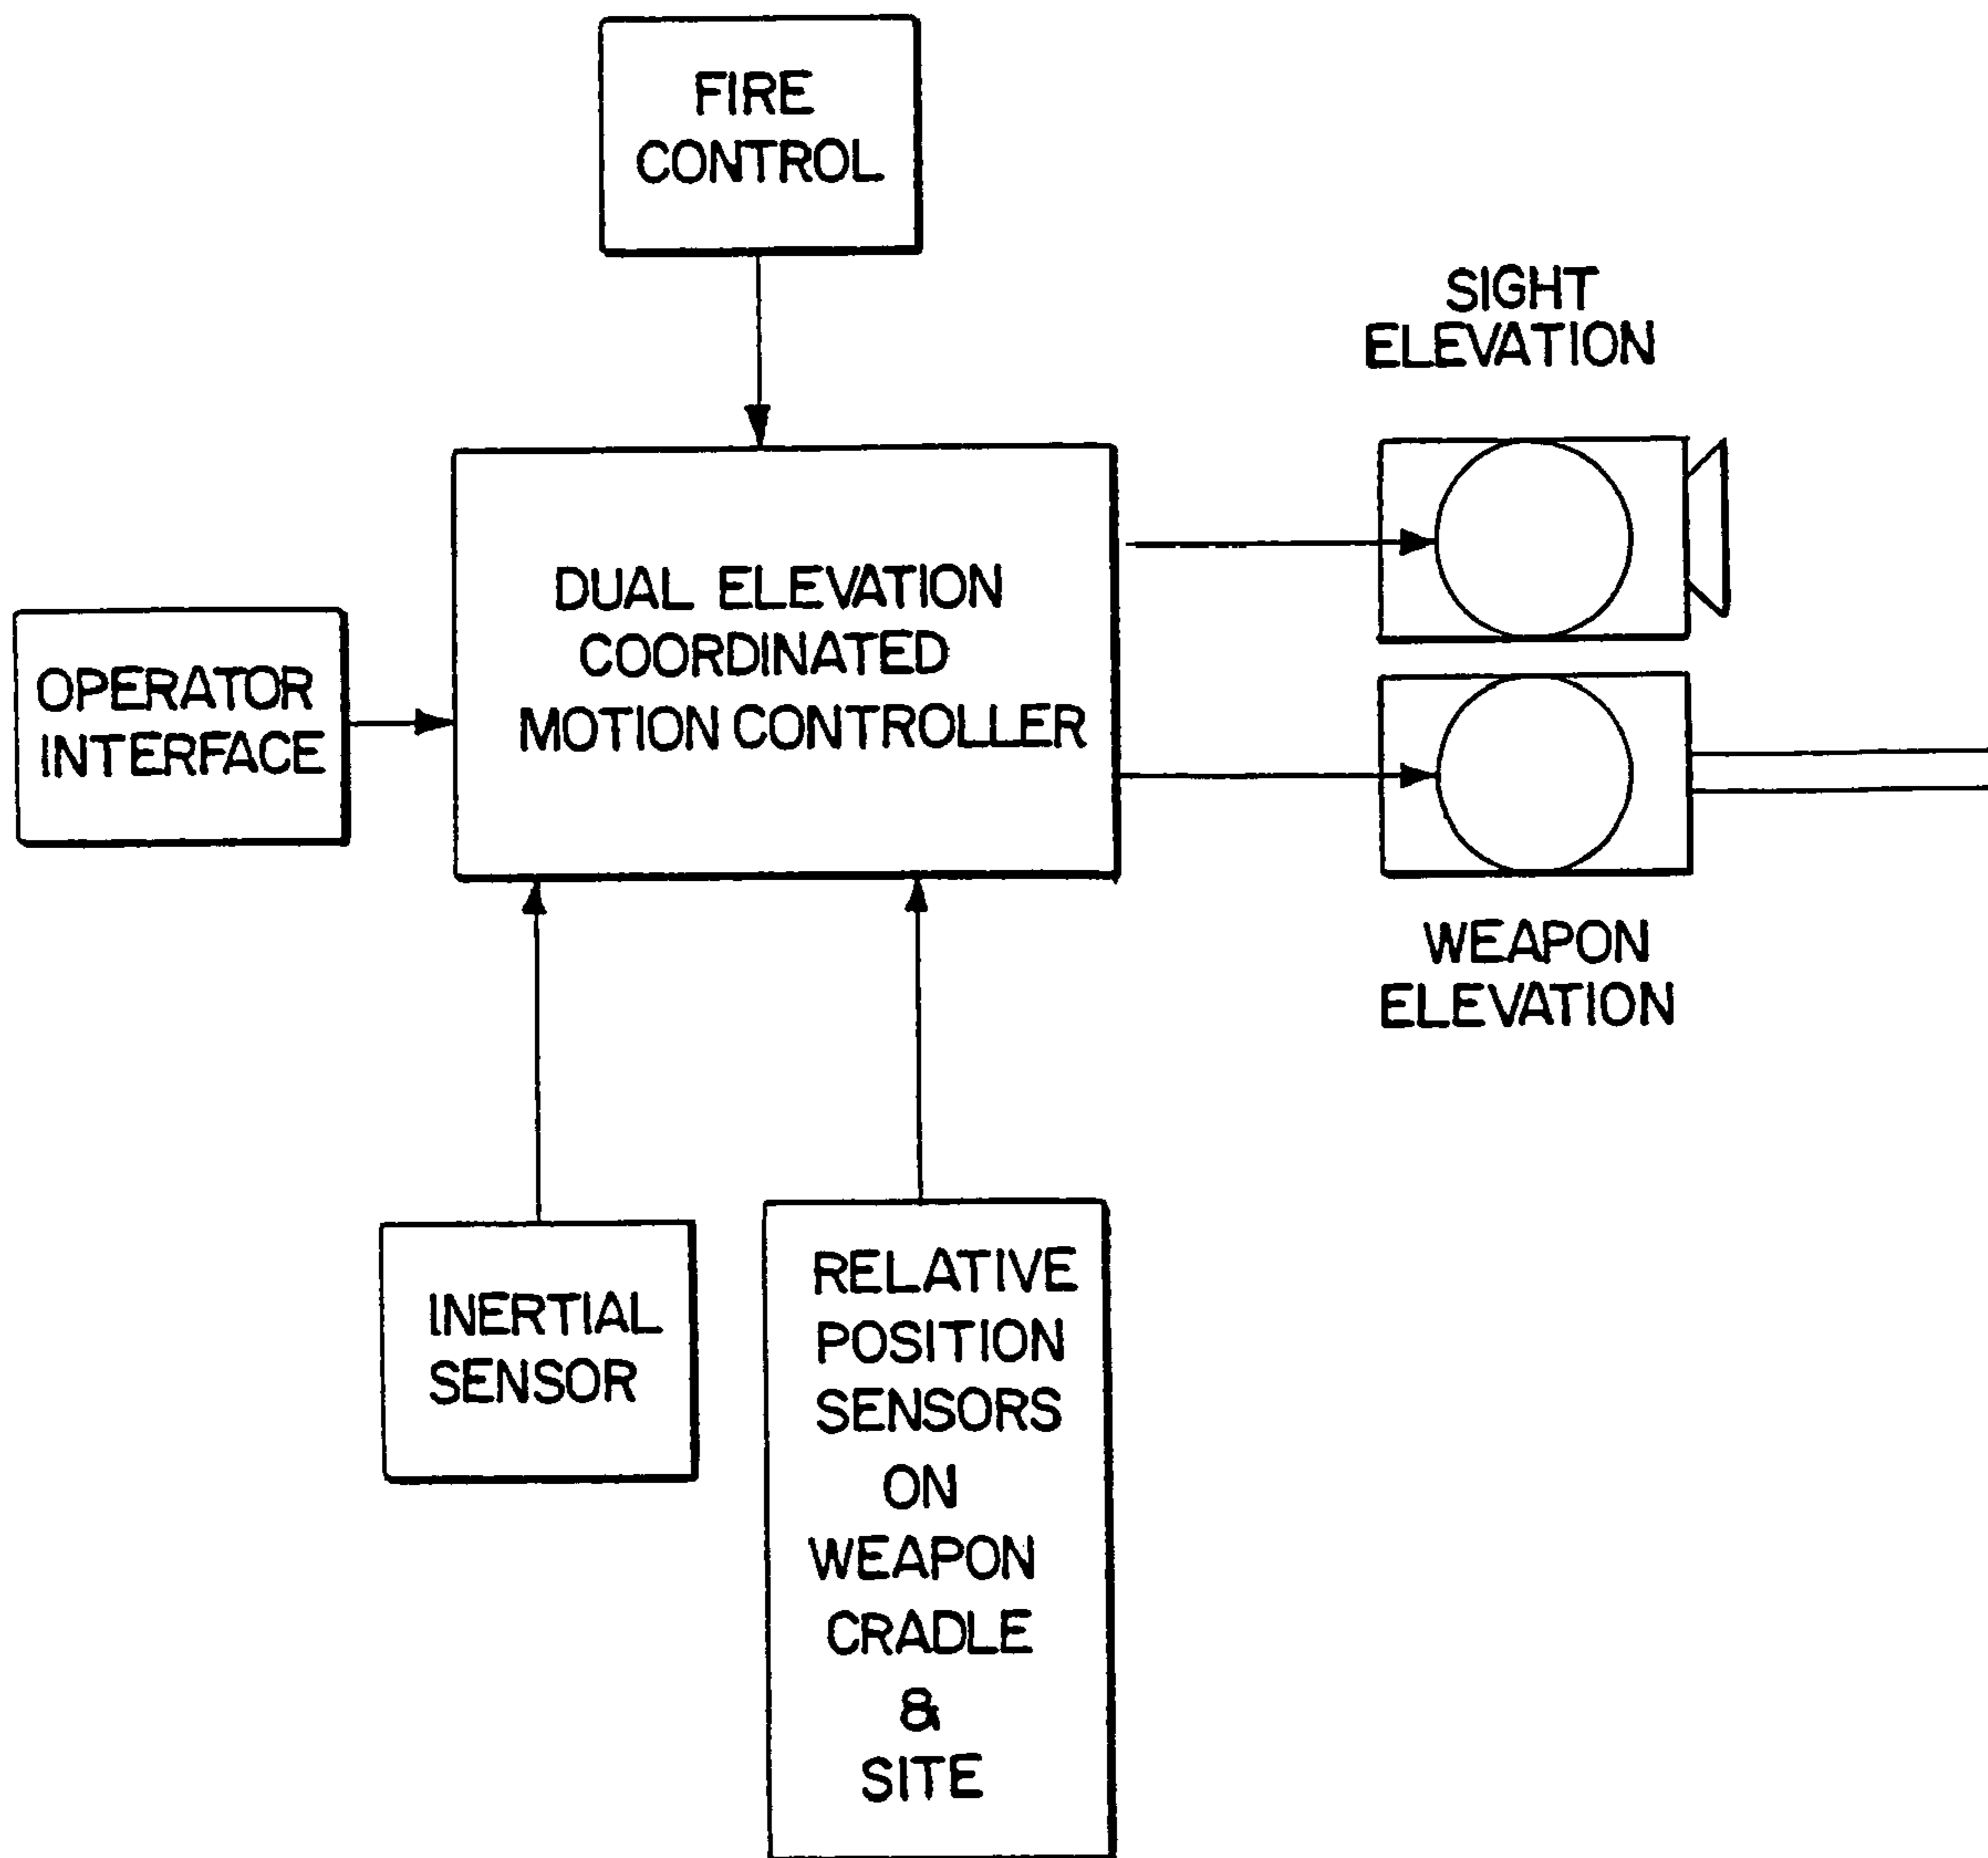 FIRE
CONTROL
SIGHT
ELEVATION
DUAL ELEVATION
COORDINATED
MOTION CONTROLLER
OPERATOR
INTERFACE
WEAPON
ELEVATION
INERTIAL
SENSOR
RELATIVE
POSITION
SENSORS
ON
WEAPON
CRADLE
&
SITE